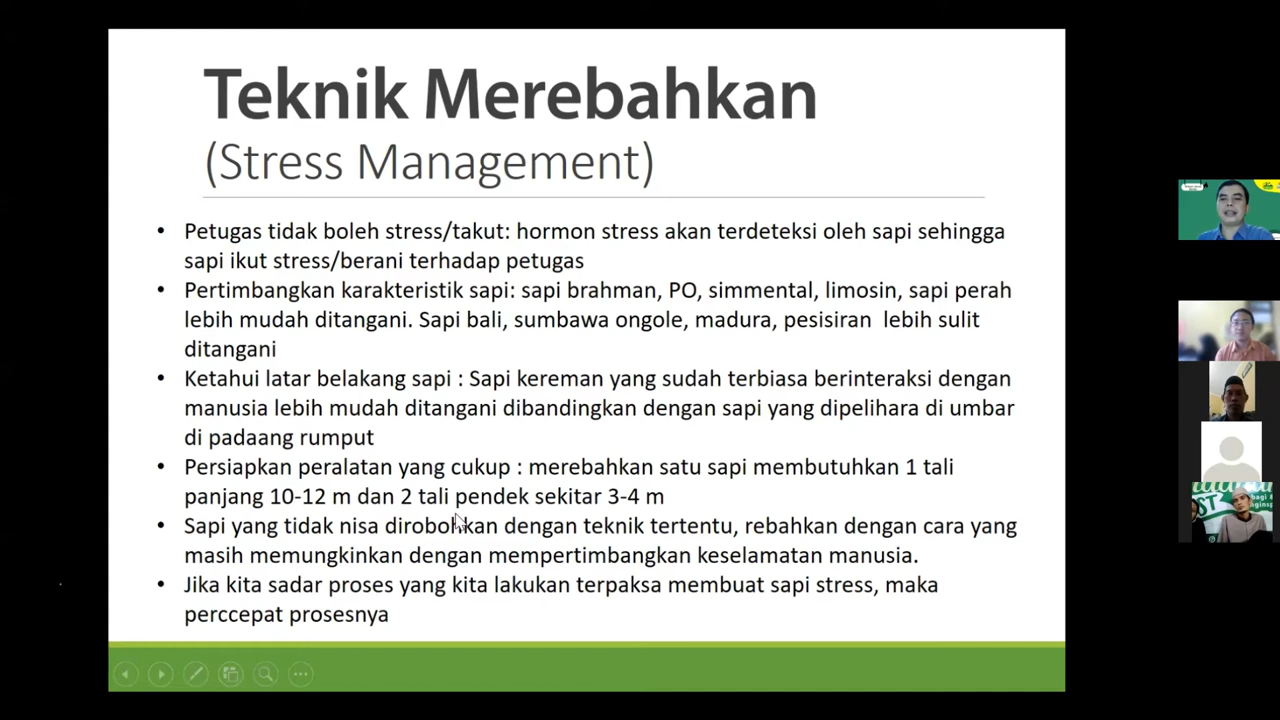 Teknik Merebahkan
(Stress Management)
• Petugas tidak boleh stress/takut: hormon stress akan terdeteksi oleh sapi sehingga
sapi ikut stress/berani terhadap petugas
• Pertimbangkan karakteristik sapi: sapi brahman, PO, simmental, limosin, sapi perah
lebih mudah ditangani. Sapi bali, sumbawa ongole, madura, pesisiran lebih sulit
ditangani
• Ketahui latar belakang sapi : Sapi kereman yang sudah terbiasa berinteraksi dengan
manusia lebih mudah ditangani dibandingkan dengan sapi yang dipelihara di umbar
di padaang rumput
• Persiapkan peralatan yang cukup : merebahkan satu sapi membutuhkan 1 tali
panjang 10-12 m dan 2 tali pendek sekitar 3-4 m
• Sapi yang tidak nisa dirobohkan dengan teknik tertentu, rebahkan dengan cara yang
masih memungkinkan dengan mempertimbangkan keselamatan manusia.
• Jika kita sadar proses yang kita lakukan terpaksa membuat sapi stress, maka
perccepat prosesnya
ST